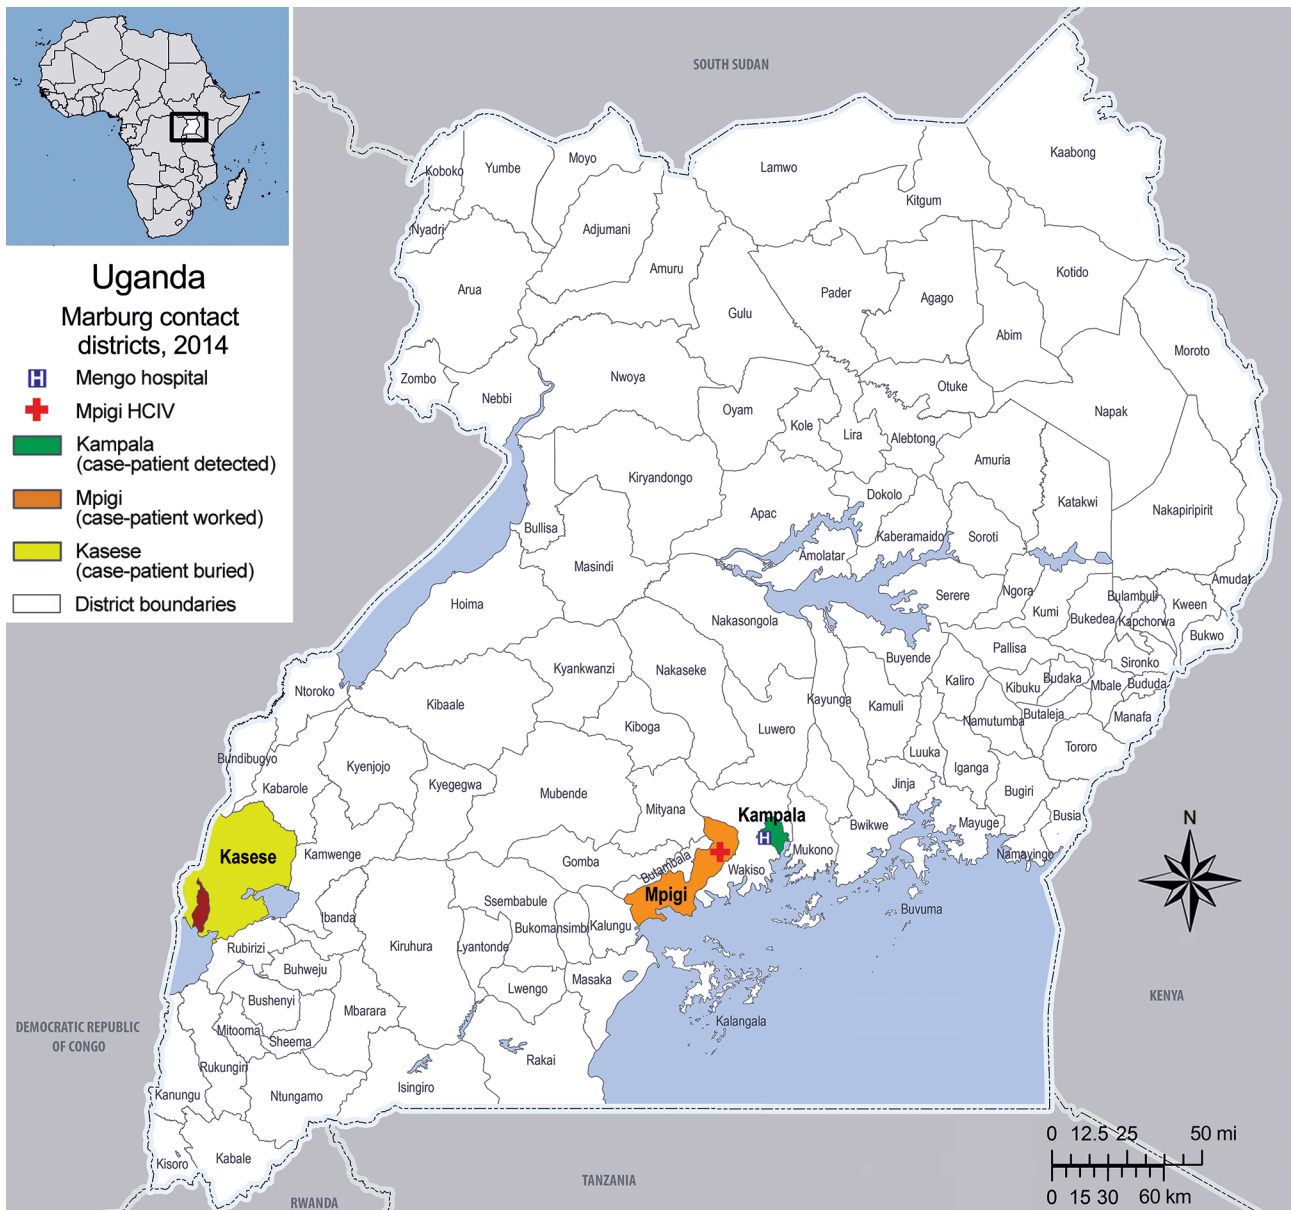 SOUTH SUDAN
Uganda
Marburg contact
districts, 2014
H
Mengo hospital
Mpigi HCIV
Kampala
(case-patient detected)
Mpigi
(case-patient worked)
Kasese
(case-patient buried)
District boundaries
Koboko
Yumbe
Moyo
Lamwo
Kaabong
Kitgum
Nyadri
Adjumani
Amuru
Arua
Kotido
Pader
Agago
Gulu
Abim
Moroto
Zombo
Nebbi
Nwoya
Otuke
Oyam
Napak
Kole
Lira
Alebtong
Amuria
Kiryandongo
Dokolo
Katakwi
Apac
Nakapiripirit
Bullisa
Kaberamaido
Soroti
Amolatar
Masindi
Amudat
Hoima
Serere
Ngora
Bulambuli
Kween
Kumi
Bukedea
Kapchorwa
Nakasongola
Bukwo
Pallisa
Buyende
Sironko
Kyankwanzi
Nakaseke
Kaliro
Kibuku
Budaka
Mbale
Bududa
Ntoroko
Kibaale
Kayunga
Kamuli
Namutumba
Butaleja
Manafa
Kiboga
Luwero
Tororo
Luuka
Bundibugyo
Kyenjojo
Iganga
Kabarole
Kyegegwa
Mubende
Jinja
Bugiri
Mityana
Kampala
H
Busia
Bwikwe
Mayuge
Kasese
Kamwenge
Gomba
Butambala
Mukono
Namayingo
Wakiso
Mpigi
Ssembabule
Ibanda
Buvuma
Bukomansimbi
Kalungu
Rubirizi
Kiruhura
Lyantonde
Buhweju
Masaka
Lwengo
Bushenyi
Mbarara
Kalangala
Mitooma
Sheema
Rakai
Rukungiri
Isingiro
Kanungu
Ntungamo
Kabale
Kisoro
DEMOCRATIC REPUBLIC
OF CONGO
KENYA
TANZANIA
RWANDA
N
0 12.5 25 50 mi
0 15 30 60 km